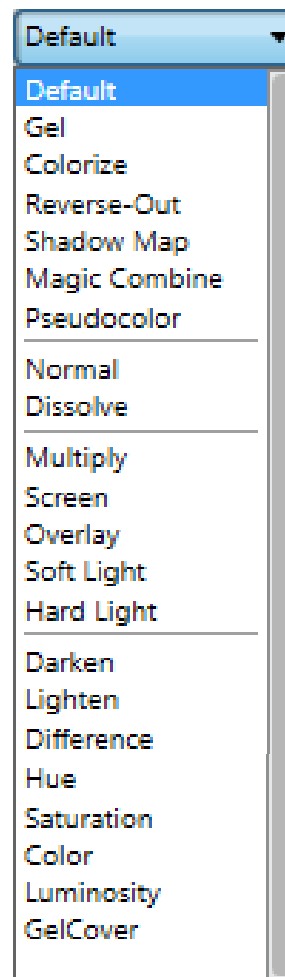 Default
Default
Gel
Colorize
Reverse-Out
Shadow Map
Magic Combine
Pseudocolor
Normal
Dissolve
Multiply
Screen
Overlay
Soft Light
Hard Light
Darken
Lighten
Difference
Hue
Saturation
Color
Luminosity
GelCover